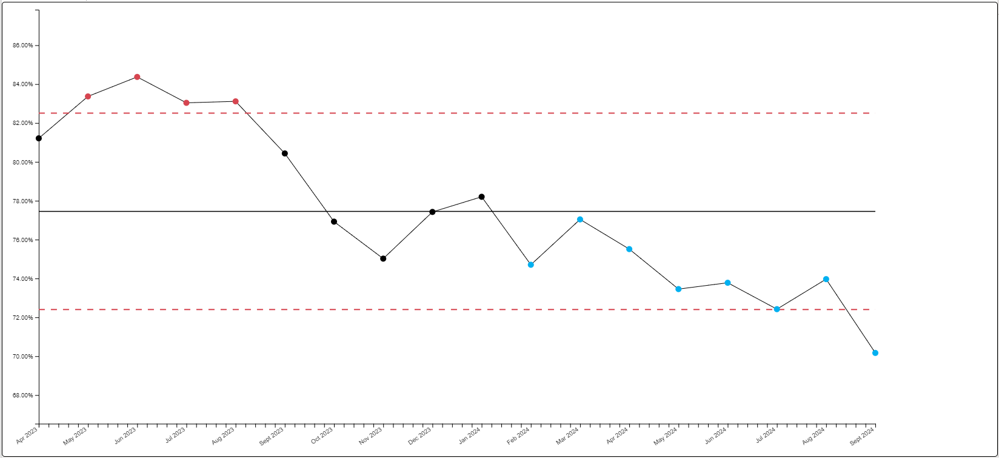 86.00%
84.00%
82.00%
80.00%
78.00%
76.00%
74.00%
72.00%
70.00%
68.00%
Apr 2023
May 2023
Jun 2023
Jul 2023
Aug 2023
Sept 2023
Oct 2023
Nov 2023
Dec 2023
Jan 2024
Feb 2024
Mar 2024
Apr 2024
May 2024
Jun 2024
Jul 2024
Aug 2024
Sept 2024